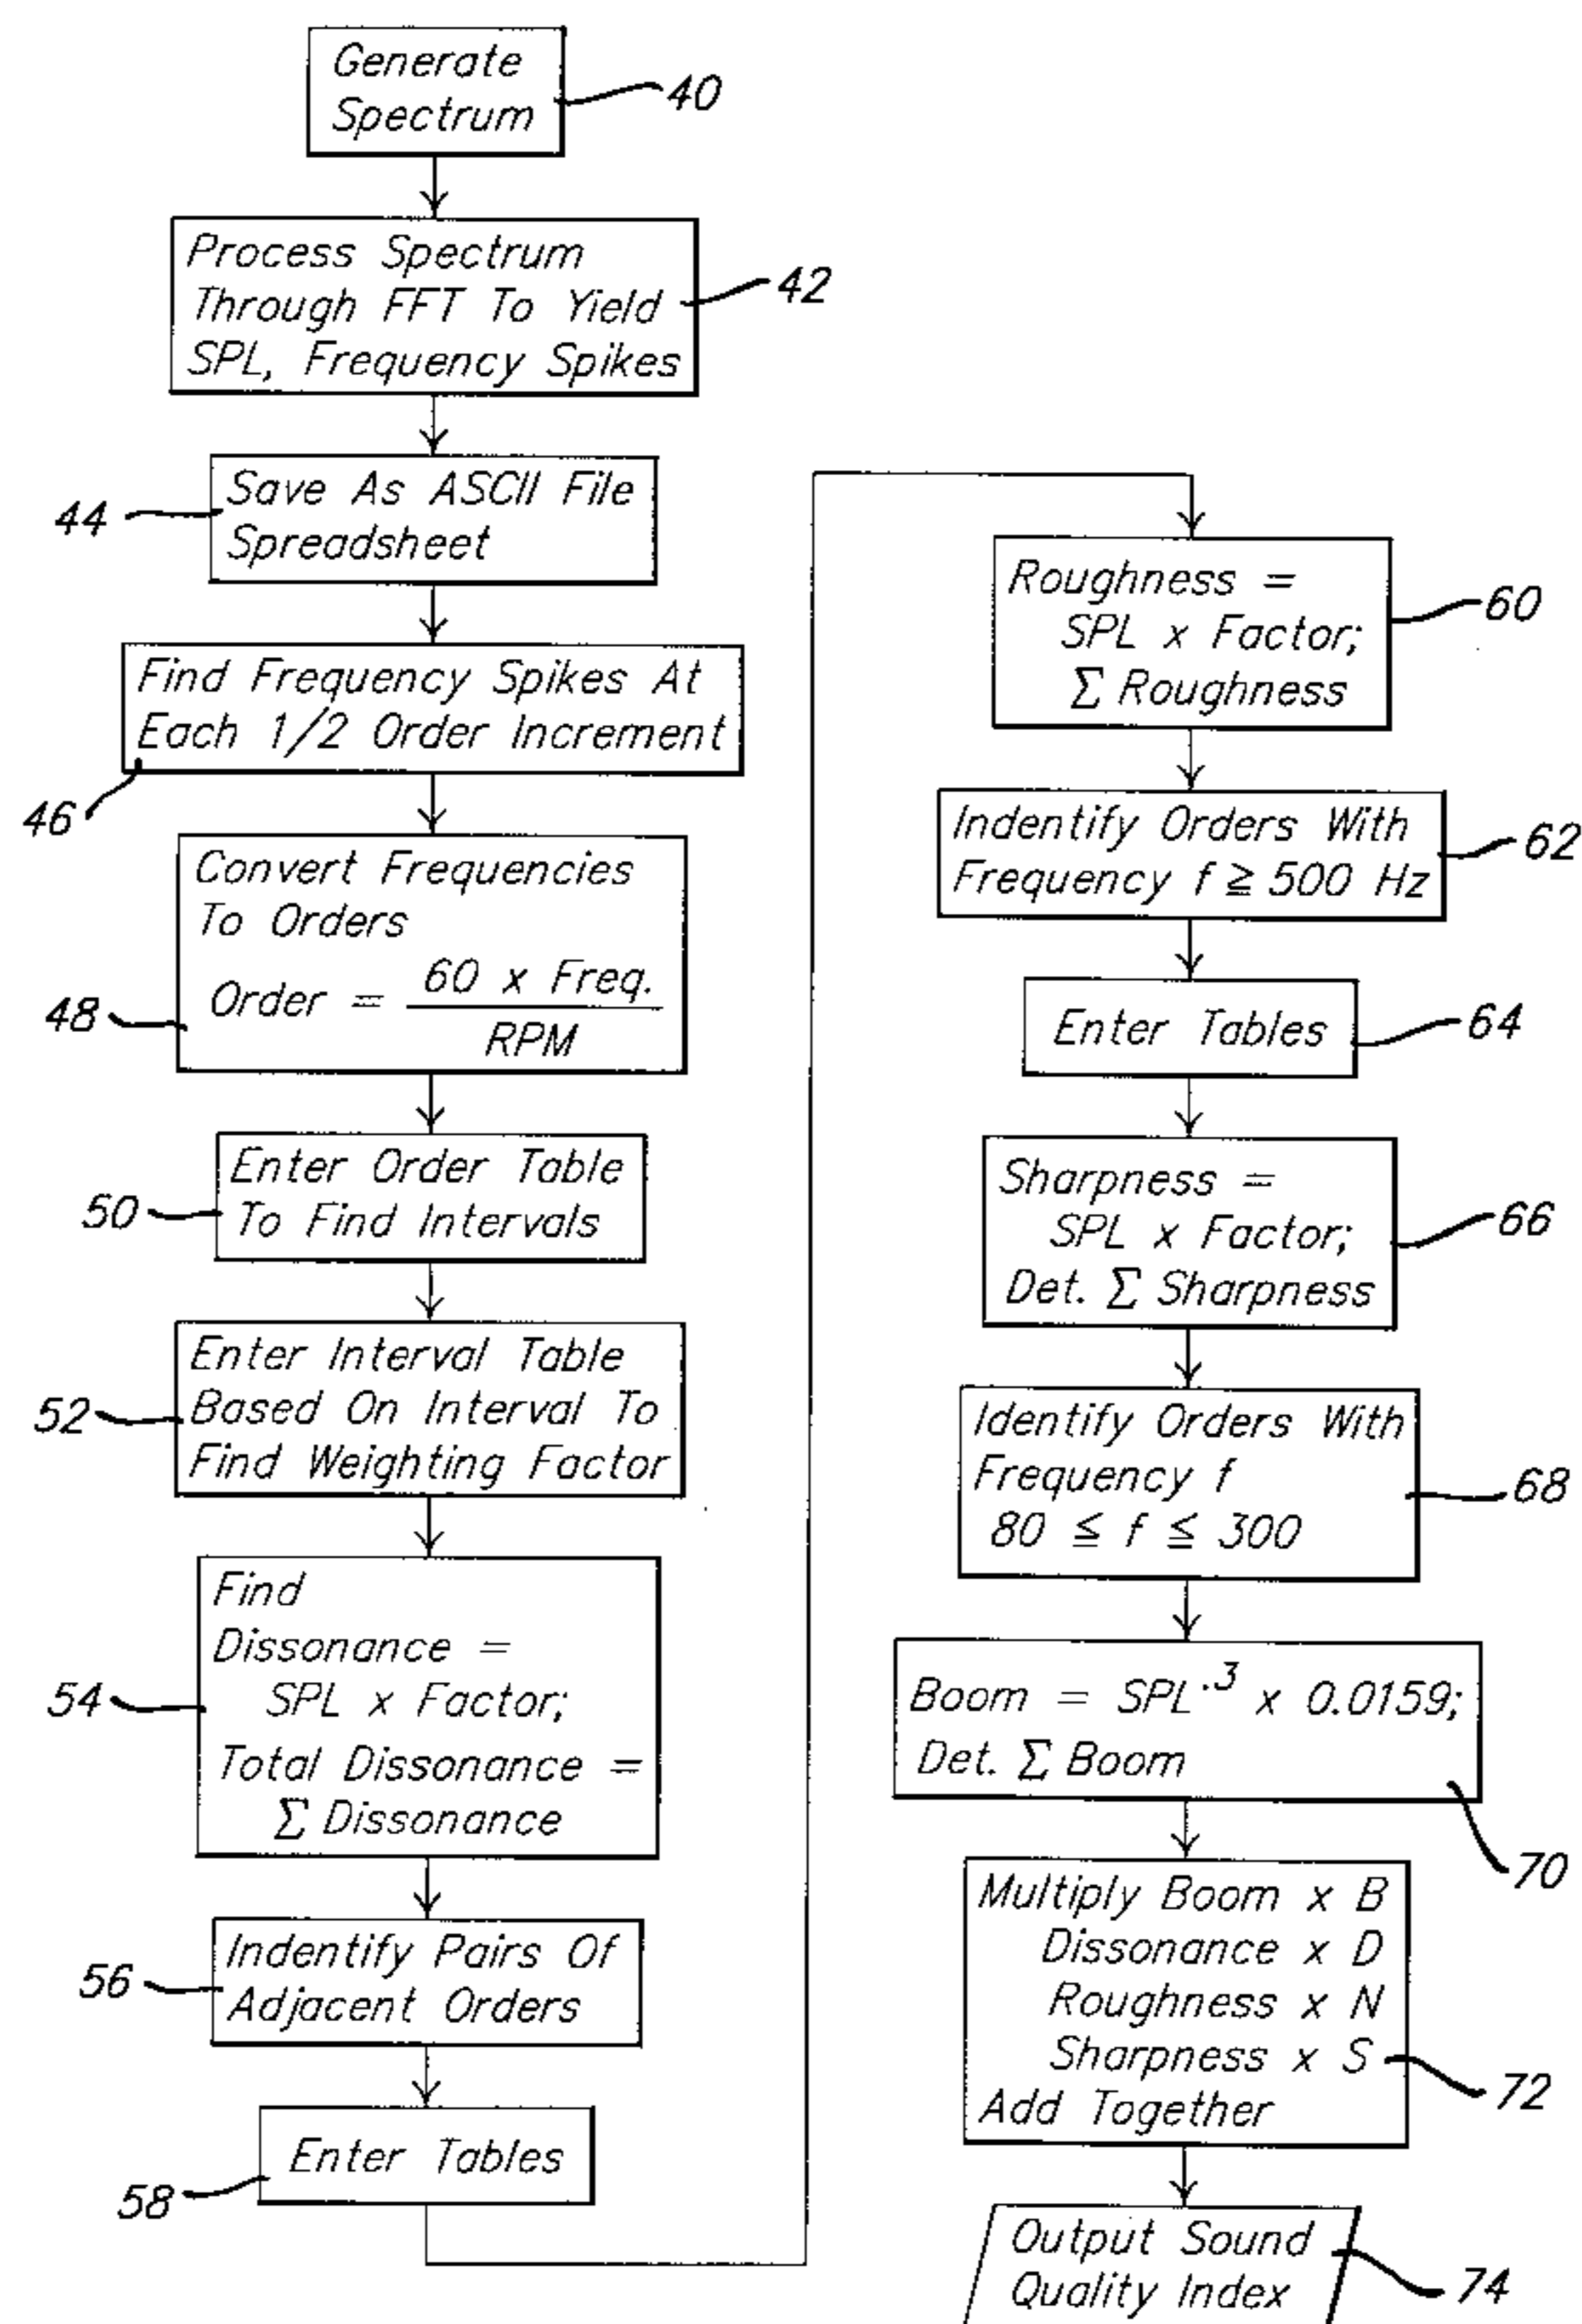 Generate
Spectrum
40
Process Spectrum
Through FFT To Yield
SPL, Frequency Spikes
42
Save As ASCII File
Spreadsheet
44
Find Frequency Spikes At
Each 1/2 Order Increment
46
Convert Frequencies
To Orders
Order = 60 x Freq. / RPM
48
Enter Order Table
To Find Intervals
50
Enter Interval Table
Based On Interval To
Find Weighting Factor
52
Find
Dissonance =
SPL x Factor;
Total Dissonance =
Σ Dissonance
54
Indentify Pairs Of
Adjacent Orders
56
Enter Tables
58
Roughness =
SPL x Factor;
Σ Roughness
60
Indentify Orders With
Frequency f ≧ 500 Hz
62
Enter Tables
64
Sharpness =
SPL x Factor;
Det. Σ Sharpness
66
Identify Orders With
Frequency f
80 ≤ f ≤ 300
68
Boom = SPL^.3 x 0.0159;
Det. Σ Boom
70
Multiply Boom x B
Dissonance x D
Roughness x N
Sharpness x S
Add Together
72
Output Sound
Quality Index
74